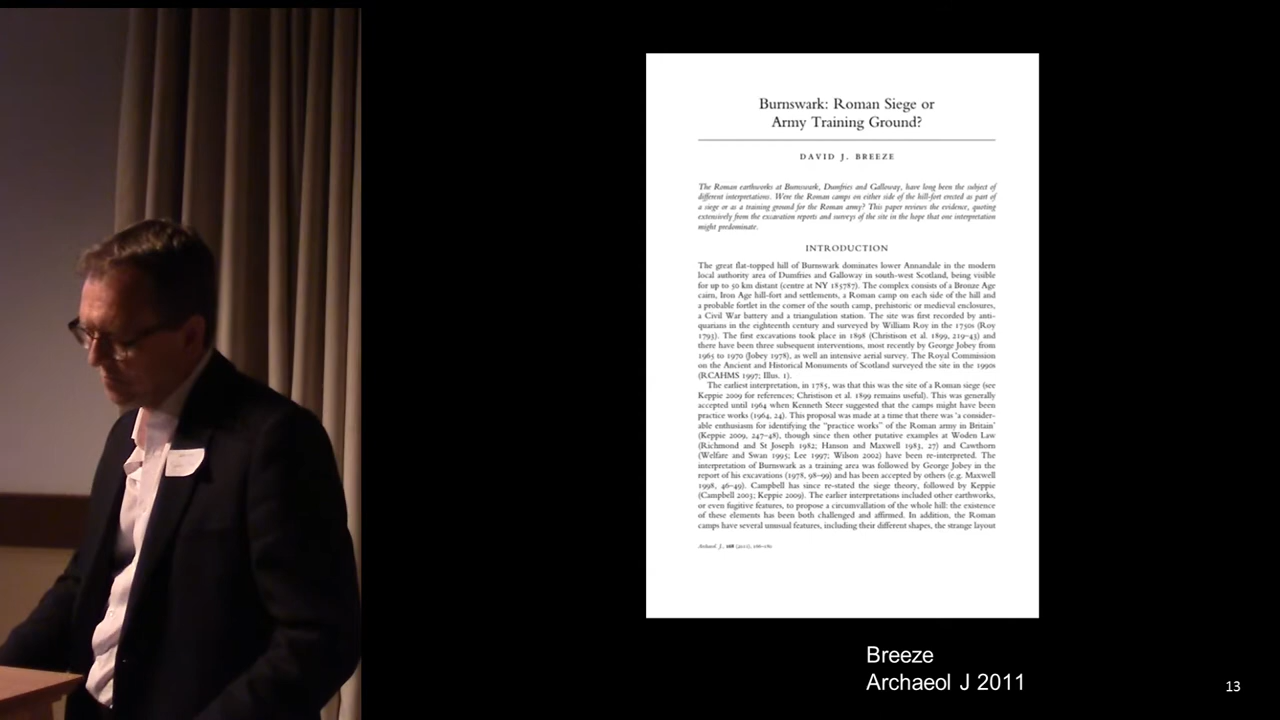 Burnswark: Roman Siege or
Army Training Ground?
DAVID J. BREEZE
The Roman earthworks at Burnswark, Dumfries and Galloway, have long been the subject of
different interpretations. Were the Roman camps on either side of the hill-fort erected as part of
a siege or as a training ground for the Roman army? This paper reviews the evidence, quoting
extensively from the excavation reports and surveys of the site in the hope that one interpretation
might predominate.
INTRODUCTION
The great flat-topped hill of Burnswark dominates lower Annandale in the modern
local authority area of Dumfries and Galloway in south-west Scotland, being visible
for up to 50 km distant (centre at NY 185787). The complex consists of a Bronze Age
cairn, Iron Age hill-fort and settlements, a Roman camp on each side of the hill and
a probable fortlet in the corner of the south camp, prehistoric or medieval enclosures,
a Civil War battery and a triangulation station. The site was first recorded by anti-
quarians in the eighteenth century and surveyed by William Roy in the 1750s (Roy
1793). The first excavations took place in 1898 (Christison et al. 1899, 219–43) and
there have been three subsequent interventions, most recently by George Jobey from
1965 to 1970 (Jobey 1978), as well an intensive aerial survey. The Royal Commission
on the Ancient and Historical Monuments of Scotland surveyed the site in the 1990s
(RCAHMS 1997; Illus. 1).
The earliest interpretation, in 1785, was that this was the site of a Roman siege (see
Keppie 2009 for references; Christison et al. 1899 remains useful). This was generally
accepted until 1964 when Kenneth Steer suggested that the camps might have been
practice works (1964, 24). This proposal was made at a time that there was ‘a consider-
able enthusiasm for identifying the “practice works” of the Roman army in Britain’
(Keppie 2009, 247–48), though since then other putative examples at Woden Law
(Richmond and St Joseph 1982; Hanson and Maxwell 1983, 27) and Cawthorn
(Welfare and Swan 1995; Lee 1997; Wilson 2002) have been re-interpreted. The
interpretation of Burnswark as a training area was followed by George Jobey in the
report of his excavations (1978, 98–99) and has been accepted by others (e.g. Maxwell
1998, 46–49). Campbell has since re-stated the siege theory, followed by Keppie
(Campbell 2003; Keppie 2009). The earlier interpretations included other earthworks,
or even fugitive features, to propose a circumvallation of the whole hill: the existence
of these elements has been both challenged and affirmed. In addition, the Roman
camps have several unusual features, including their different shapes, the strange layout
Archaeol. J., 168 (2011),
Breeze
Archaeol J 2011
13